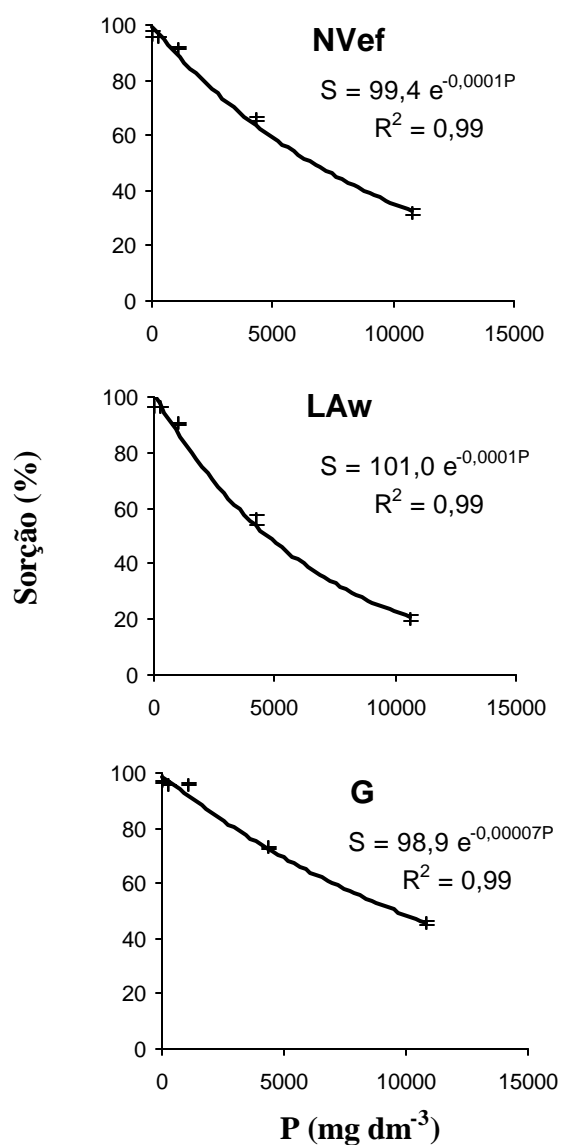 NVef
S = 99,4 e-0,0001P
R2 = 0,99
100
80
60
40
20
0
0 5000 10000 15000
LAw
S = 101,0 e-0,0001P
R2 = 0,99
100
80
60
40
20
0
0 5000 10000 15000
Sorção (%)
G
S = 98,9 e-0,00007P
R2 = 0,99
100
80
60
40
20
0
0 5000 10000 15000
P (mg dm-3)